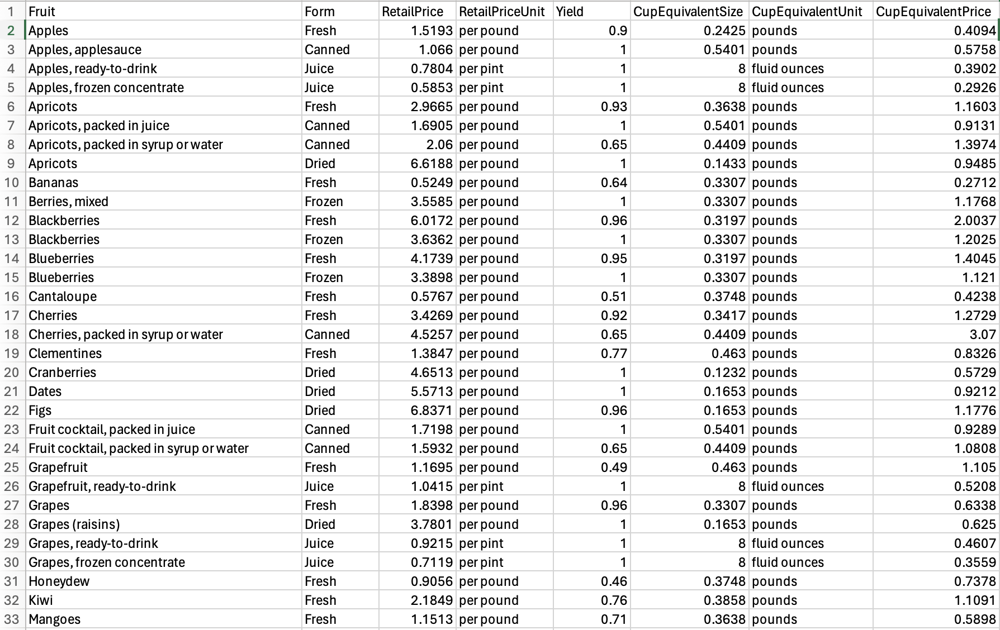 1 Fruit Form RetailPrice RetailPriceUnit Yield CupEquivalentSize CupEquivalentUnit CupEquivalentPrice
2 Apples Fresh 1.5193 per pound 0.9 0.2425 pounds 0.4094
3 Apples, applesauce Canned 1.066 per pound 1 0.5401 pounds 0.5758
4 Apples, ready-to-drink Juice 0.7804 per pint 1 8 fluid ounces 0.3902
5 Apples, frozen concentrate Juice 0.5853 per pint 1 8 fluid ounces 0.2926
6 Apricots Fresh 2.9665 per pound 0.93 0.3638 pounds 1.1603
7 Apricots, packed in juice Canned 1.6905 per pound 1 0.5401 pounds 0.9131
8 Apricots, packed in syrup or water Canned 2.06 per pound 0.65 0.4409 pounds 1.3974
9 Apricots Dried 6.6188 per pound 1 0.1433 pounds 0.9485
10 Bananas Fresh 0.5249 per pound 0.64 0.3307 pounds 0.2712
11 Berries, mixed Frozen 3.5585 per pound 1 0.3307 pounds 1.1768
12 Blackberries Fresh 6.0172 per pound 0.96 0.3197 pounds 2.0037
13 Blackberries Frozen 3.6362 per pound 1 0.3307 pounds 1.2025
14 Blueberries Fresh 4.1739 per pound 0.95 0.3197 pounds 1.4045
15 Blueberries Frozen 3.3898 per pound 1 0.3307 pounds 1.121
16 Cantaloupe Fresh 0.5767 per pound 0.51 0.3748 pounds 0.4238
17 Cherries Fresh 3.4269 per pound 0.92 0.3417 pounds 1.2729
18 Cherries, packed in syrup or water Canned 4.5257 per pound 0.65 0.4409 pounds 3.07
19 Clementines Fresh 1.3847 per pound 0.77 0.463 pounds 0.8326
20 Cranberries Dried 4.6513 per pound 1 0.1232 pounds 0.5729
21 Dates Dried 5.5713 per pound 1 0.1653 pounds 0.9212
22 Figs Dried 6.8371 per pound 0.96 0.1653 pounds 1.1776
23 Fruit cocktail, packed in juice Canned 1.7198 per pound 1 0.5401 pounds 0.9289
24 Fruit cocktail, packed in syrup or water Canned 1.5932 per pound 0.65 0.4409 pounds 1.0808
25 Grapefruit Fresh 1.1695 per pound 0.49 0.463 pounds 1.105
26 Grapefruit, ready-to-drink Juice 1.0415 per pint 1 8 fluid ounces 0.5208
27 Grapes Fresh 1.8398 per pound 0.96 0.3307 pounds 0.6338
28 Grapes (raisins) Dried 3.7801 per pound 1 0.1653 pounds 0.625
29 Grapes, ready-to-drink Juice 0.9215 per pint 1 8 fluid ounces 0.4607
30 Grapes, frozen concentrate Juice 0.7119 per pint 1 8 fluid ounces 0.3559
31 Honeydew Fresh 0.9056 per pound 0.46 0.3748 pounds 0.7378
32 Kiwi Fresh 2.1849 per pound 0.76 0.3858 pounds 1.1091
33 Mangoes Fresh 1.1513 per pound 0.71 0.3638 pounds 0.5898